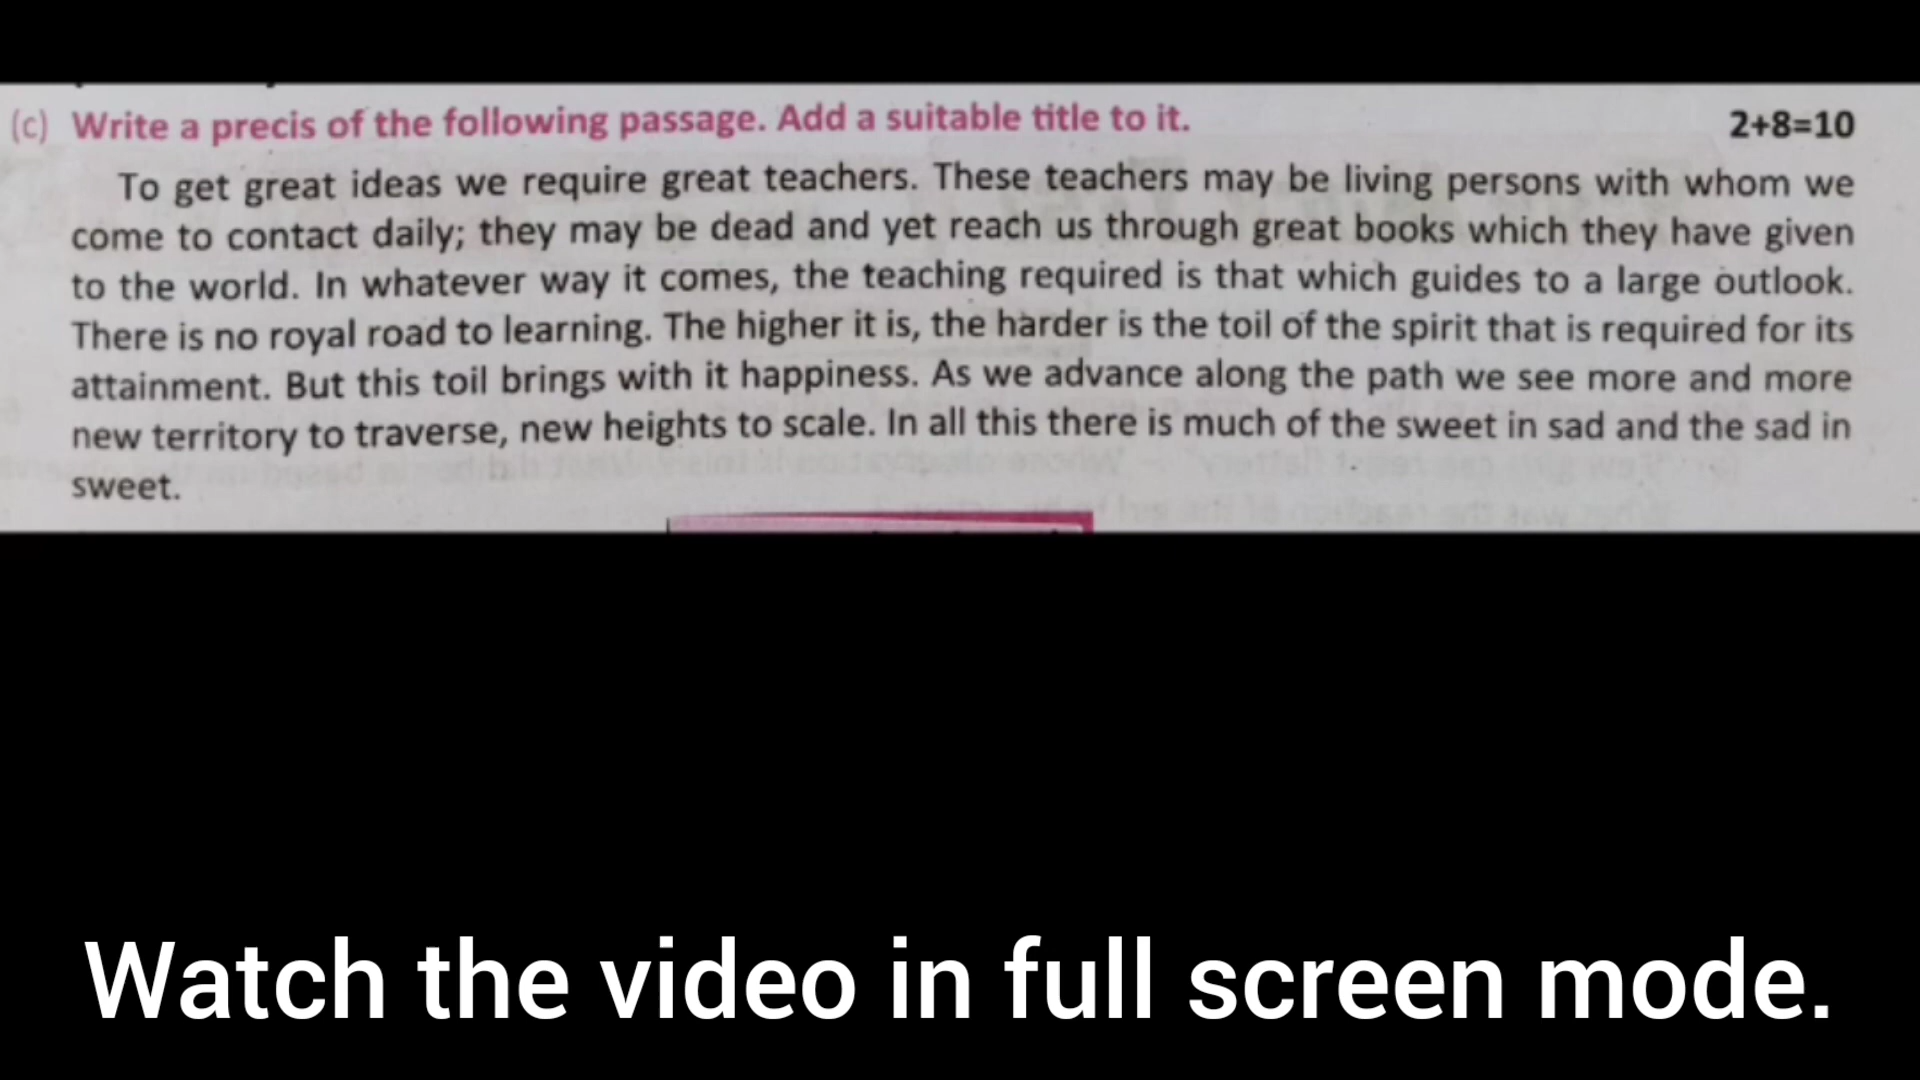 (c) Write a precis of the following passage. Add a suitable title to it. 2+8=10
To get great ideas we require great teachers. These teachers may be living persons with whom we
come to contact daily; they may be dead and yet reach us through great books which they have given
to the world. In whatever way it comes, the teaching required is that which guides to a large outlook.
There is no royal road to learning. The higher it is, the harder is the toil of the spirit that is required for its
attainment. But this toil brings with it happiness. As we advance along the path we see more and more
new territory to traverse, new heights to scale. In all this there is much of the sweet in sad and the sad in
sweet.
Watch the video in full screen mode.